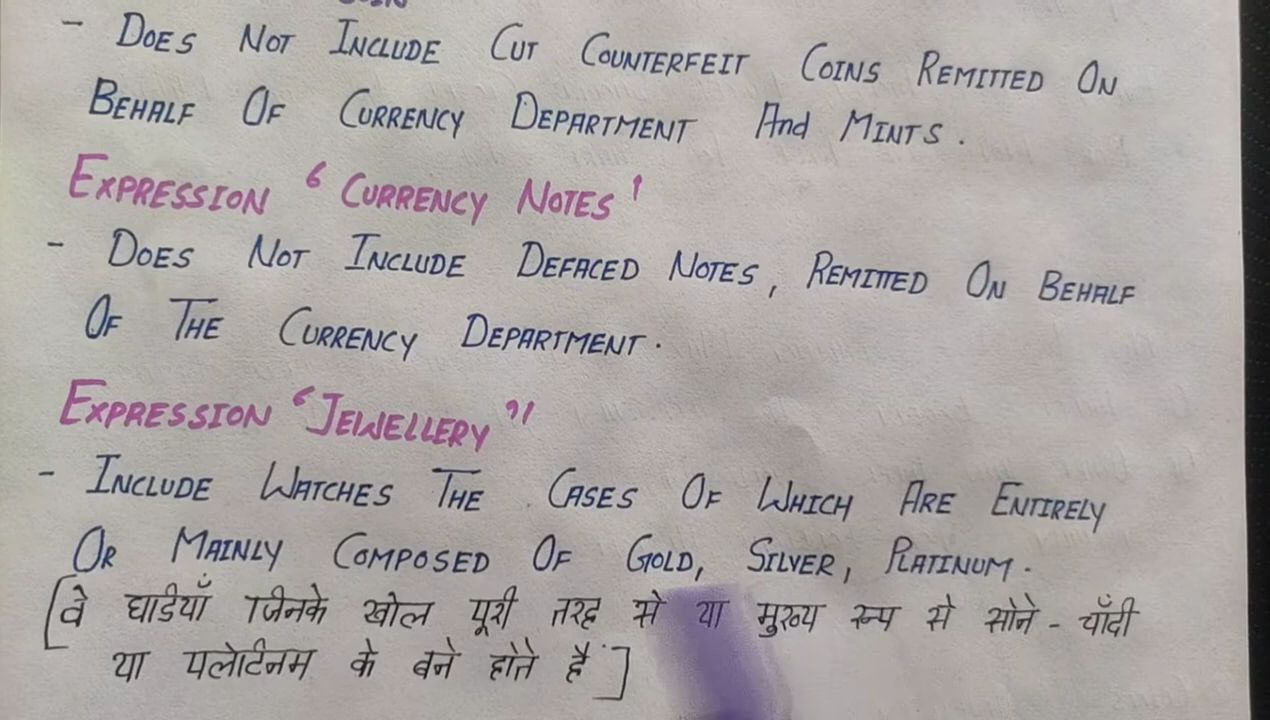 - DOES NOT INCLUDE CUT COUNTERFEIT COINS REMITTED ON
BEHALF OF CURRENCY DEPARTMENT And MINTS.
EXPRESSION ‘ CURRENCY NOTES '
- DOES NOT INCLUDE DEFACED NOTES, REMITTED ON BEHALF
OF THE CURRENCY DEPARTMENT.
EXPRESSION “JEWELLERY ”
- INCLUDE WATCHES THE CASES OF WHICH ARE ENTIRELY
OR MAINLY COMPOSED OF GOLD, SILVER, PLATINUM.
[वे घाडियाँ जिनके खोल पूरी तरह से या मुख्य रूप से सोने - चाँदी
या पलेटिनम के बने होते है]